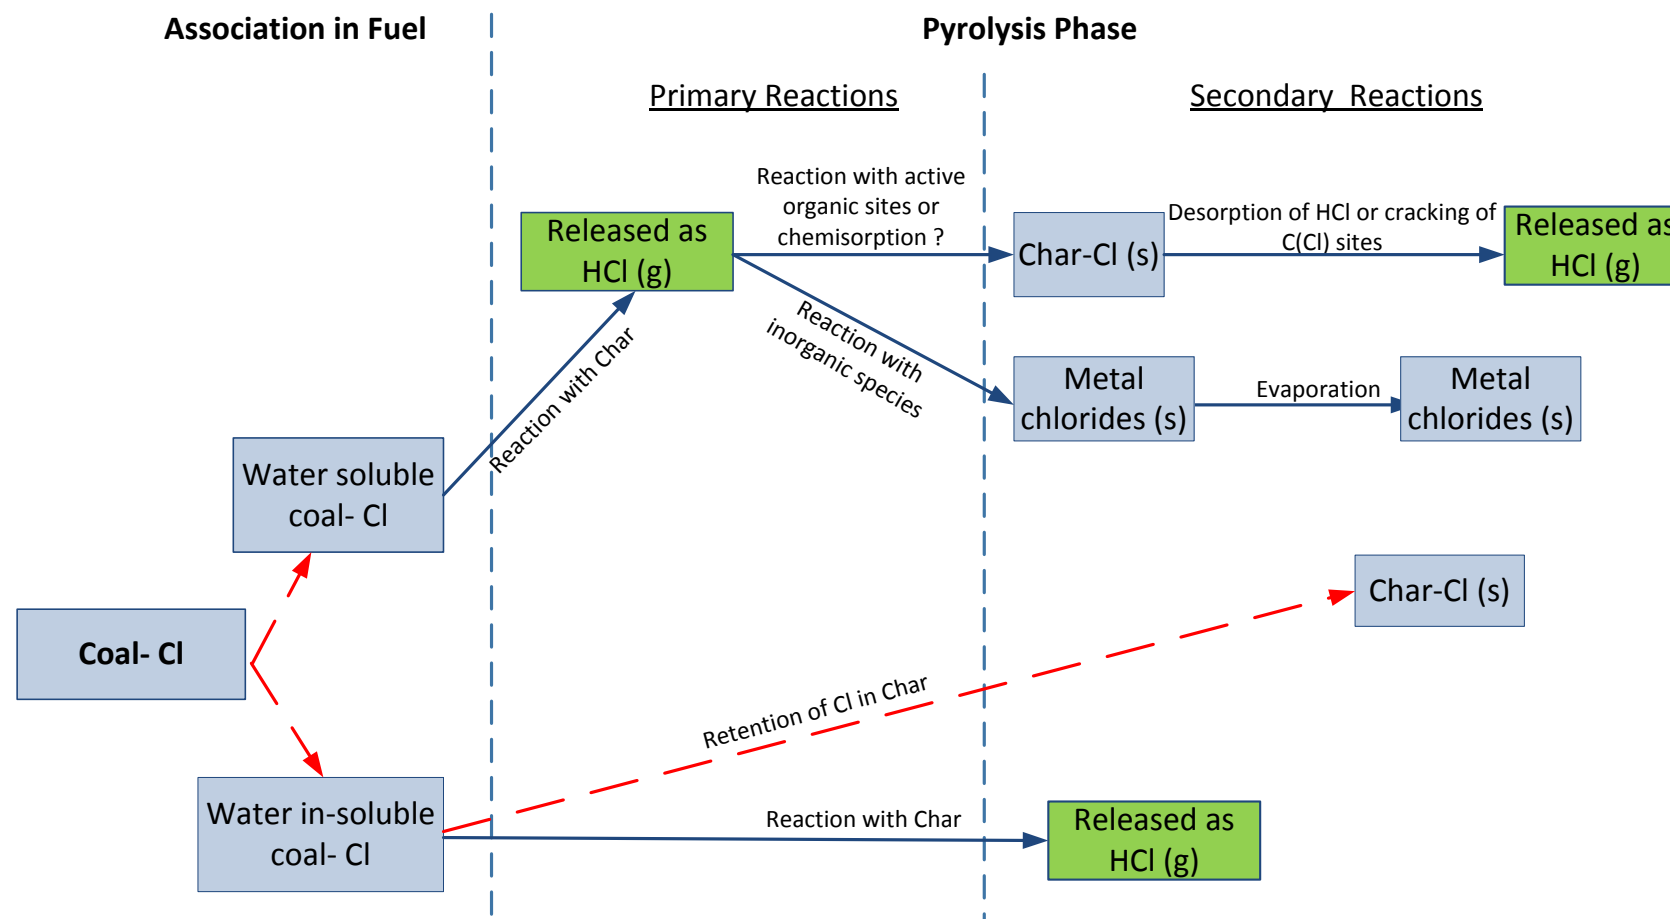 Association in Fuel
Pyrolysis Phase
Primary Reactions
Secondary Reactions
Reaction with active
organic sites or
chemisorption ?
Released as
HCl (g)
Char-Cl (s)
Desorption of HCl or cracking of
C(Cl) sites
Released as
HCl (g)
Reaction with Char
Reaction with
inorganic species
Metal
chlorides (s)
Evaporation
Metal
chlorides (s)
Water soluble
coal- Cl
Char-Cl (s)
Coal- Cl
Retention of Cl in Char
Water in-soluble
coal- Cl
Reaction with Char
Released as
HCl (g)